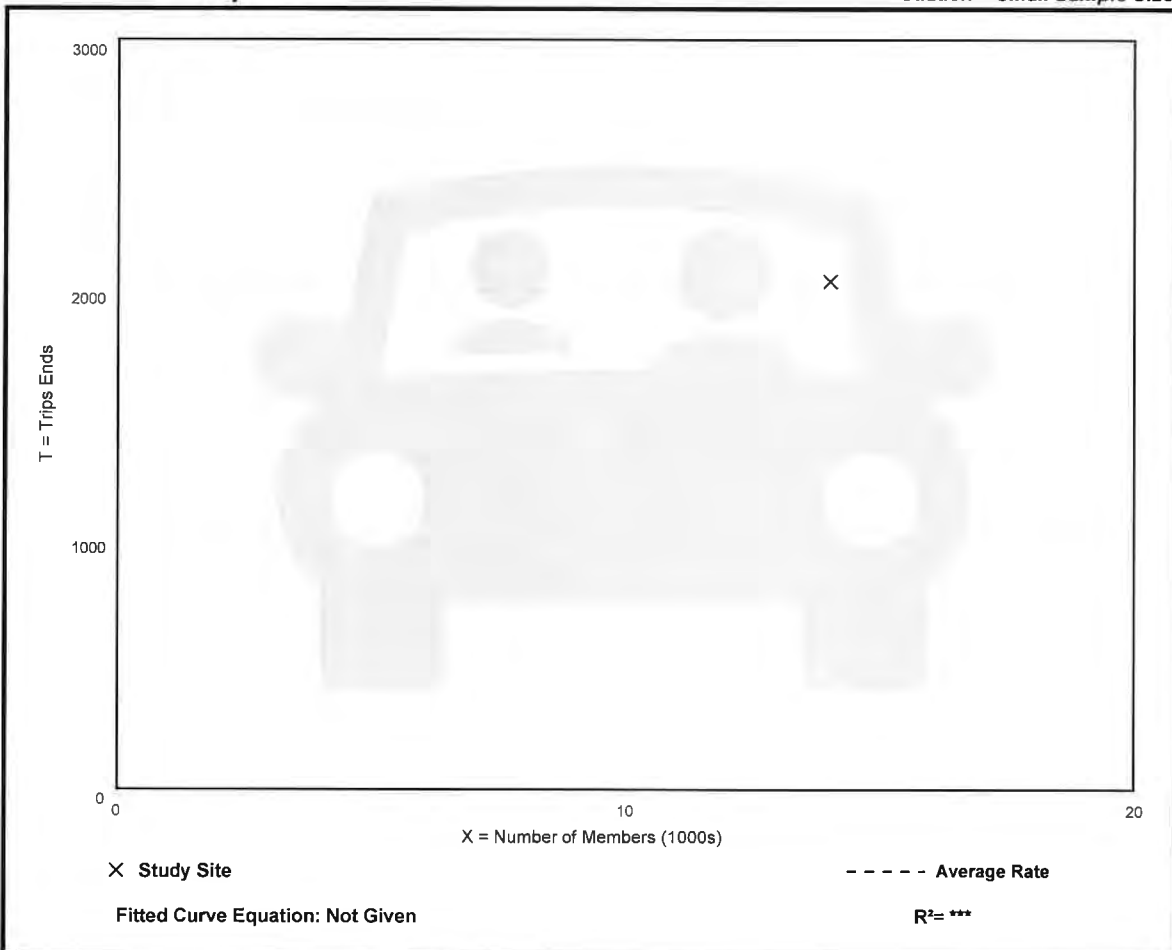 3000
2000
1000
0
T = Trips Ends
0 10 20
X = Number of Members (1000s)
× Study Site
- - - - - Average Rate
Fitted Curve Equation: Not Given
R²= ***